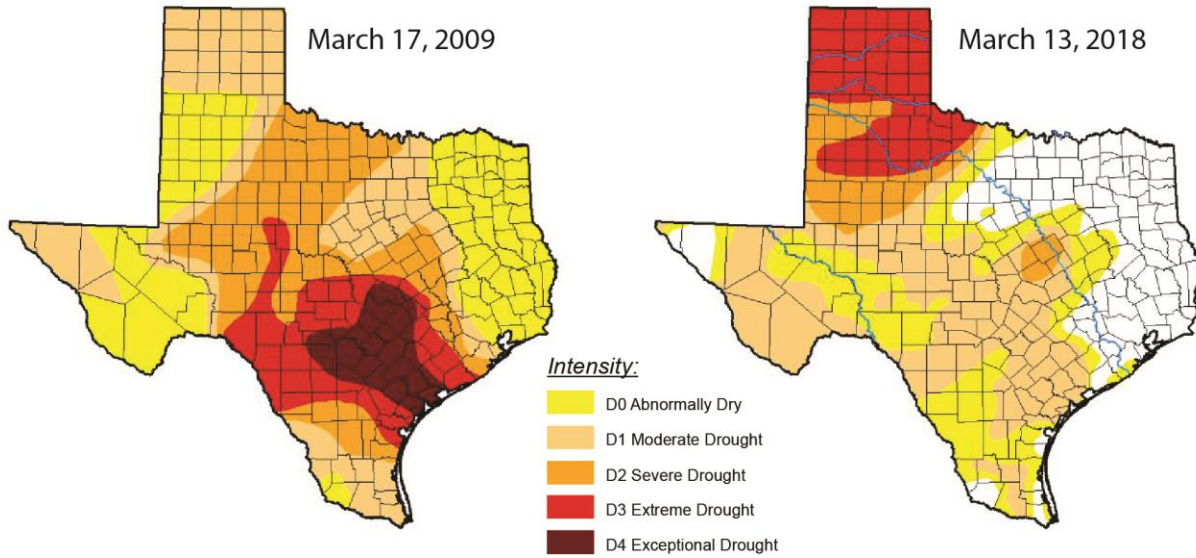 March 17, 2009
March 13, 2018
Intensity:
D0 Abnormally Dry
D1 Moderate Drought
D2 Severe Drought
D3 Extreme Drought
D4 Exceptional Drought